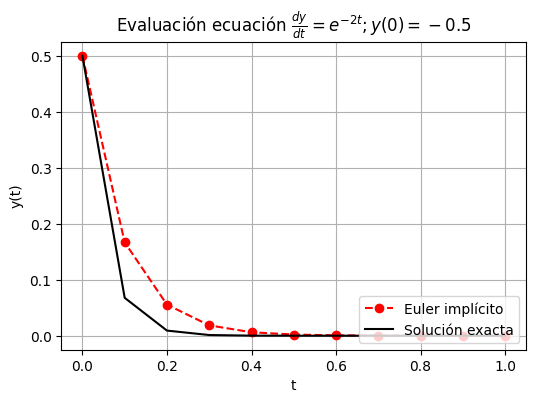 Evaluación ecuación $\frac{dy}{dt} = e^{-2t}; y(0) = -0.5$
0.5
0.4
0.3
0.2
0.1
0.0
y(t)
Euler implícito
Solución exacta
0.0 0.2 0.4 0.6 0.8 1.0
t